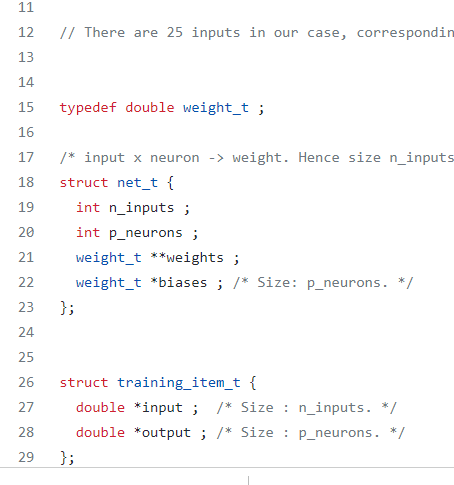 11
12 // There are 25 inputs in our case, correspondin
13
14
15 typedef double weight_t ;
16
17 /* input x neuron -> weight. Hence size n_inputs
18 struct net_t {
19 int n_inputs ;
20 int p_neurons ;
21 weight_t **weights ;
22 weight_t *biases ; /* Size: p_neurons. */
23 };
24
25
26 struct training_item_t {
27 double *input ; /* Size : n_inputs. */
28 double *output ; /* Size : p_neurons. */
29 };